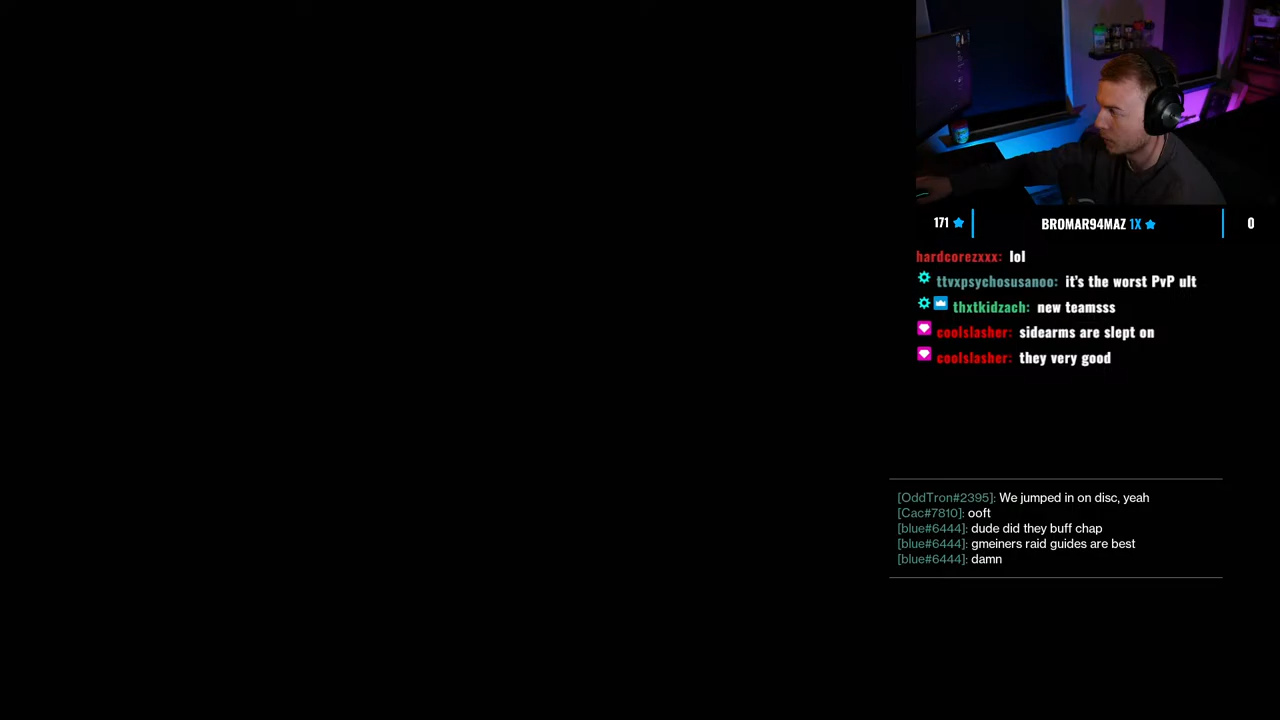 171 BROMAR94MAZ 1X 0
hardcorezxxx: lol
ttvxpsychosusanoo: it's the worst PvP ult
thxtkidzach: new teamsss
coolslasher: sidearms are slept on
coolslasher: they very good
[OddTron#2395]: We jumped in on disc, yeah
[Cac#7810]: ooft
[blue#6444]: dude did they buff chap
[blue#6444]: gmeiners raid guides are best
[blue#6444]: damn